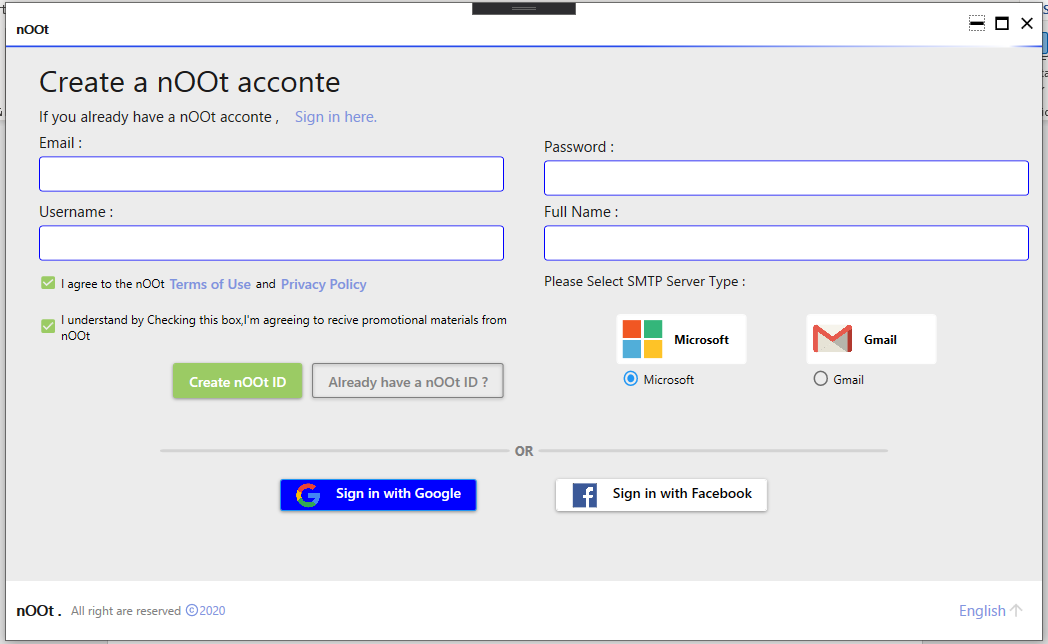 nOOt
Create a nOOt acconte
If you already have a nOOt acconte , Sign in here.
Email :
Password :
Username :
Full Name :
I agree to the nOOt Terms of Use and Privacy Policy
Please Select SMTP Server Type :
I understand by Checking this box,I'm agreeing to recive promotional materials from
nOOt
Microsoft
Gmail
Microsoft
Gmail
Create nOOt ID
Already have a nOOt ID ?
OR
Sign in with Google
Sign in with Facebook
nOOt . All right are reserved ©2020
English